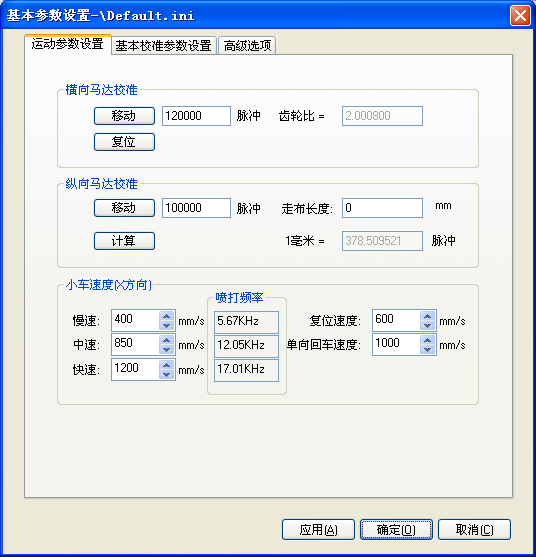 基本参数设置-\Default.ini
运动参数设置 基本校准参数设置 高级选项
横向马达校准
移动 120000 脉冲 齿轮比 = 2.000800
复位
纵向马达校准
移动 100000 脉冲 走布长度: 0 mm
计算 1毫米 = 378.509521 脉冲
小车速度(X方向)
喷打频率
慢速: 400 mm/s 5.67KHz 复位速度: 600 mm/s
中速: 850 mm/s 12.05KHz 单向回车速度: 1000 mm/s
快速: 1200 mm/s 17.01KHz
应用(A) 确定(O) 取消(C)